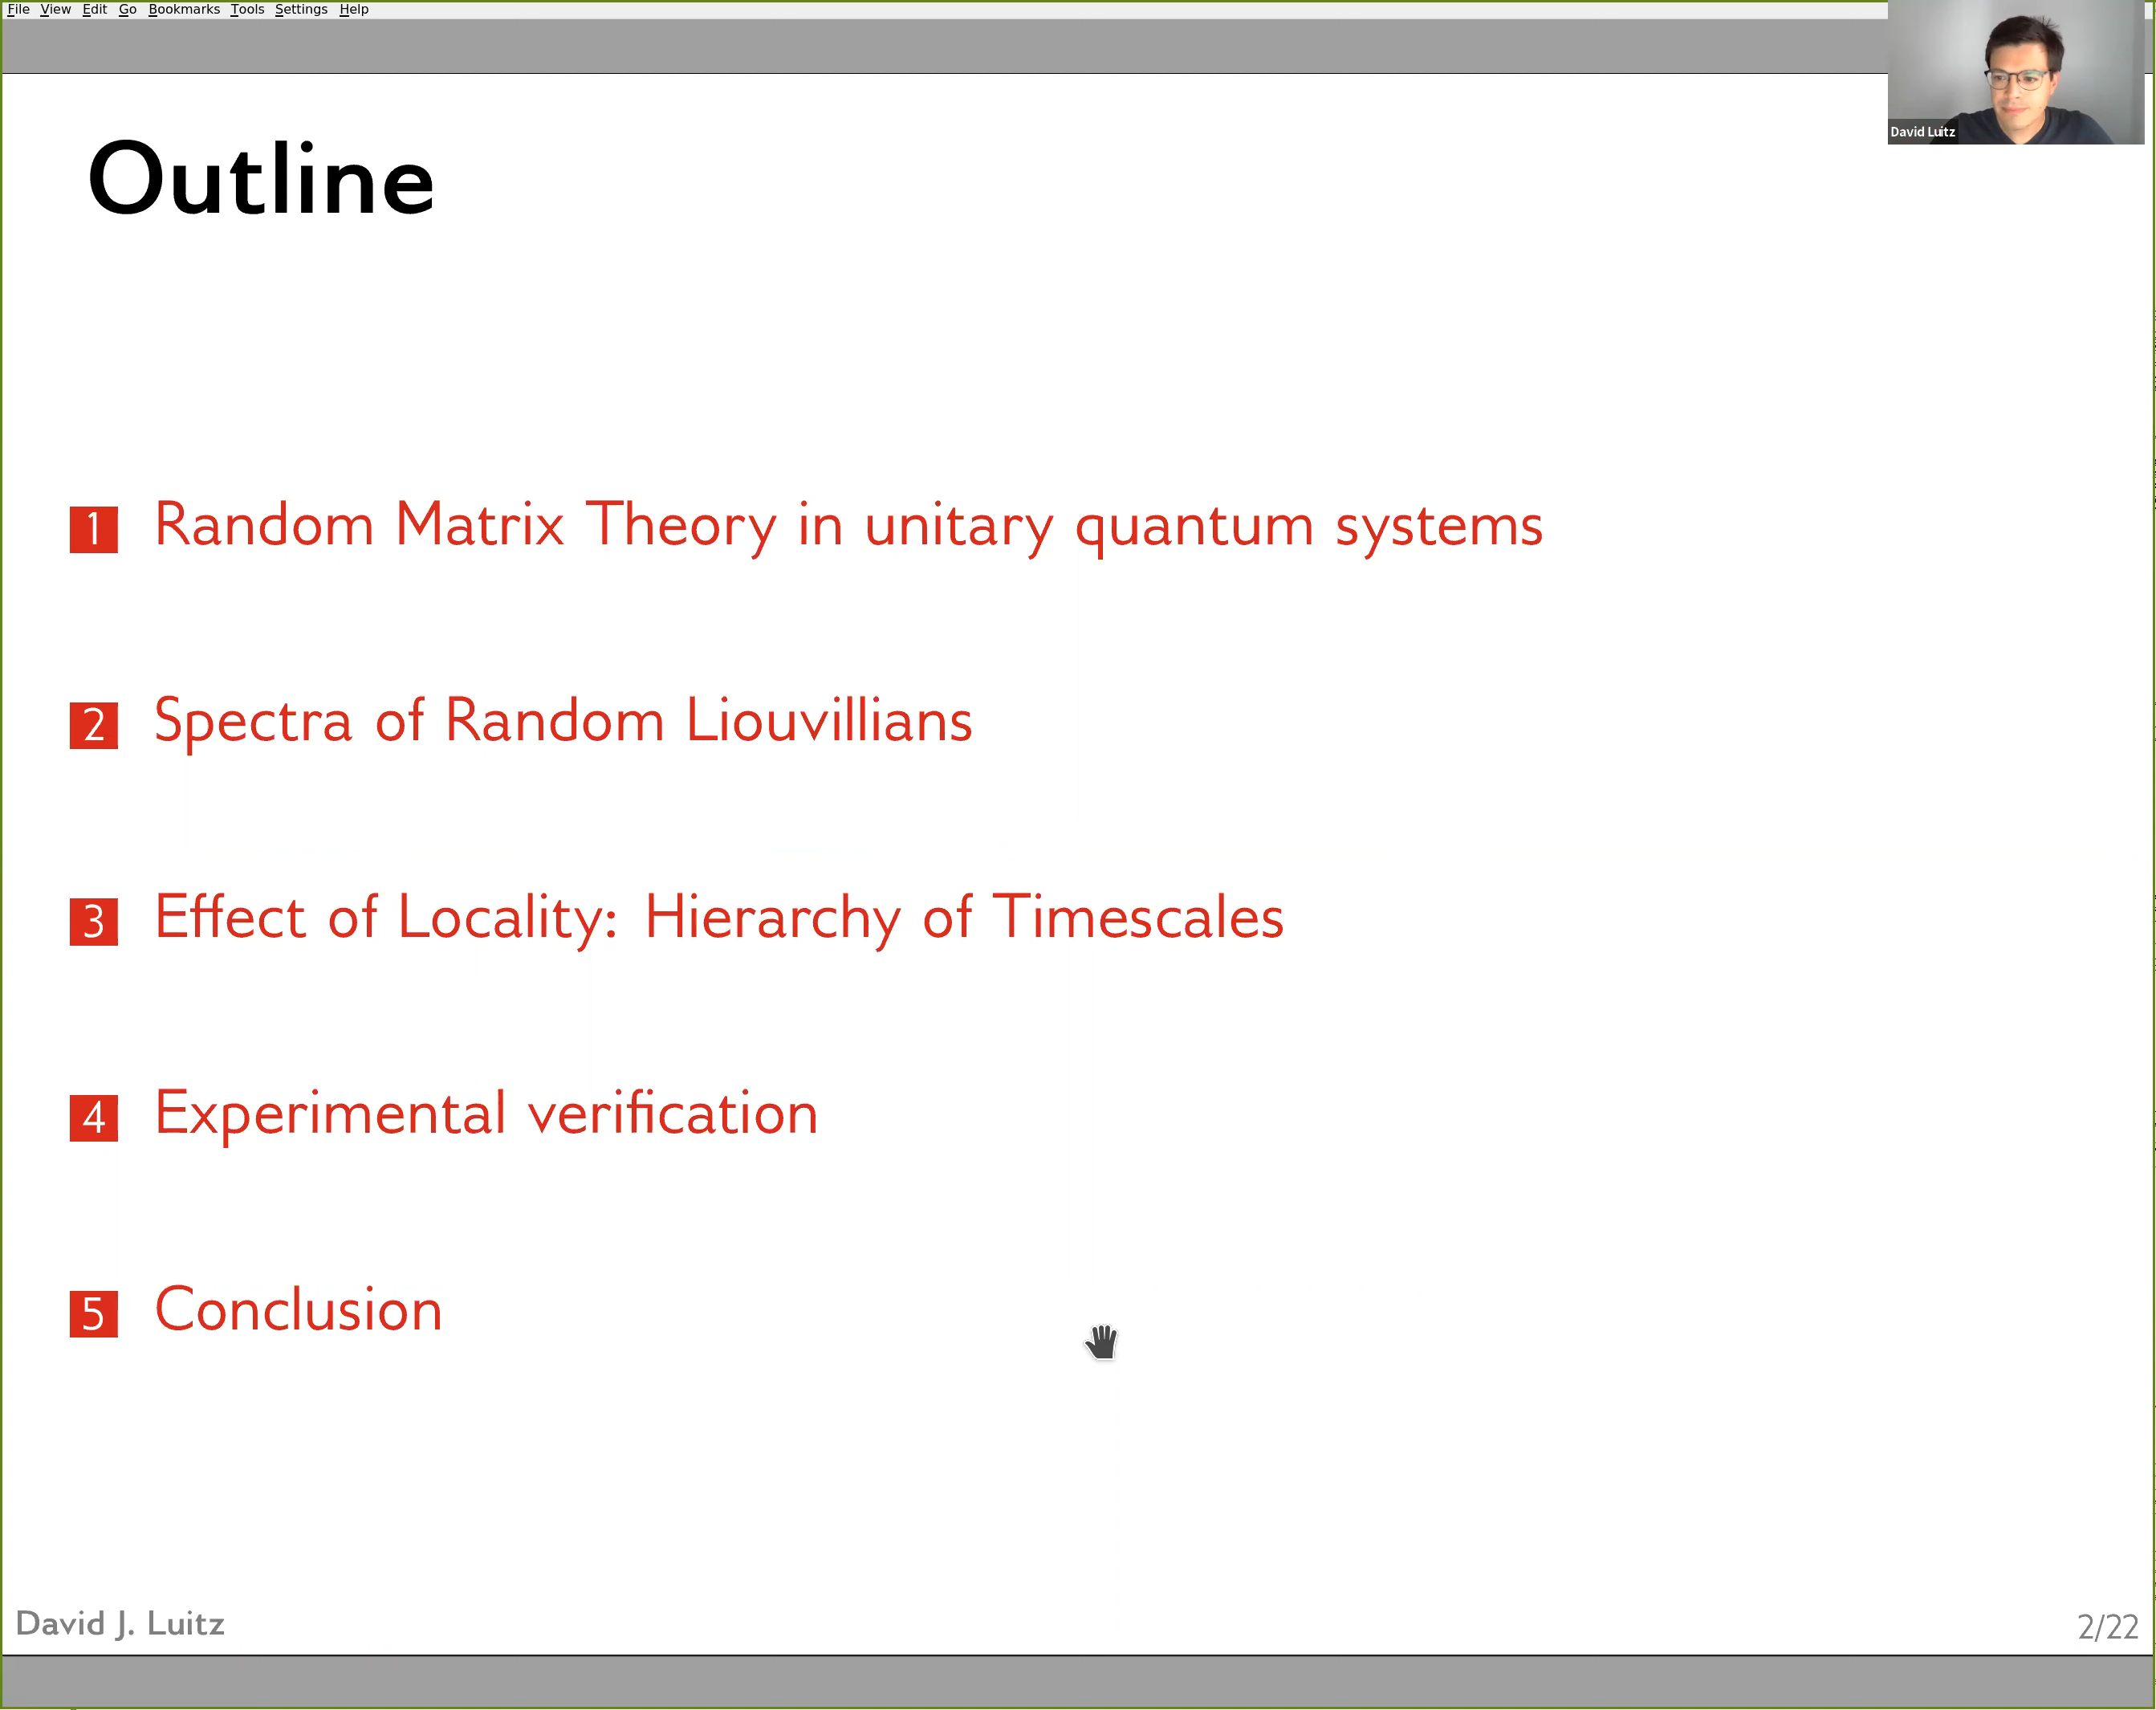 File View Edit Go Bookmarks Tools Settings Help
David Luitz
Outline
1 Random Matrix Theory in unitary quantum systems
2 Spectra of Random Liouvillians
3 Effect of Locality: Hierarchy of Timescales
4 Experimental verification
5 Conclusion
David J. Luitz
2/22